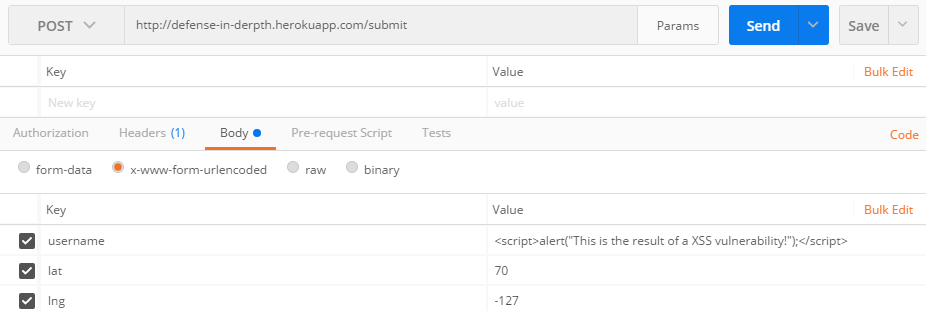 POST http://defense-in-derpth.herokuapp.com/submit Params Send Save
Key Value Bulk Edit
New key value
Authorization Headers (1) Body Pre-request Script Tests Code
form-data x-www-form-urlencoded raw binary
Key Value Bulk Edit
username <script>alert("This is the result of a XSS vulnerability!");</script>
lat 70
lng -127